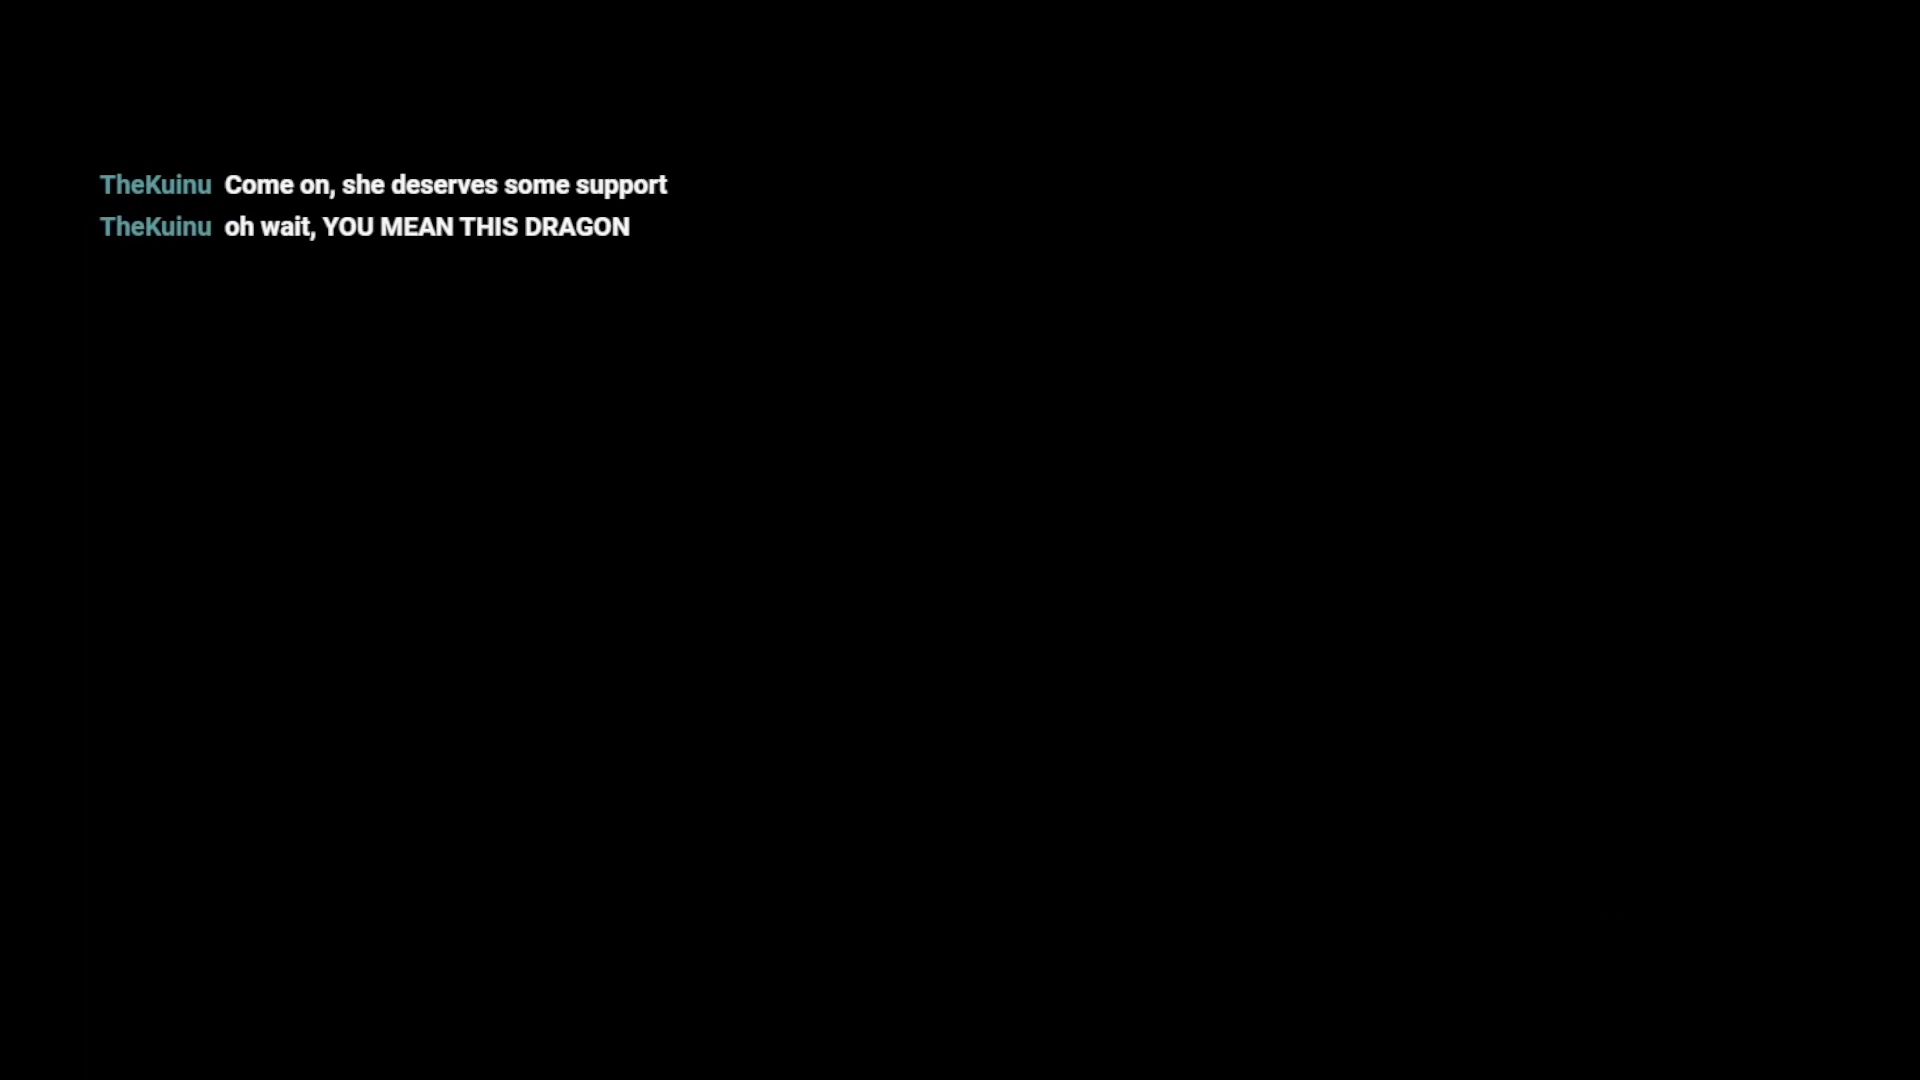 TheKuinu Come on, she deserves some support
TheKuinu oh wait, YOU MEAN THIS DRAGON